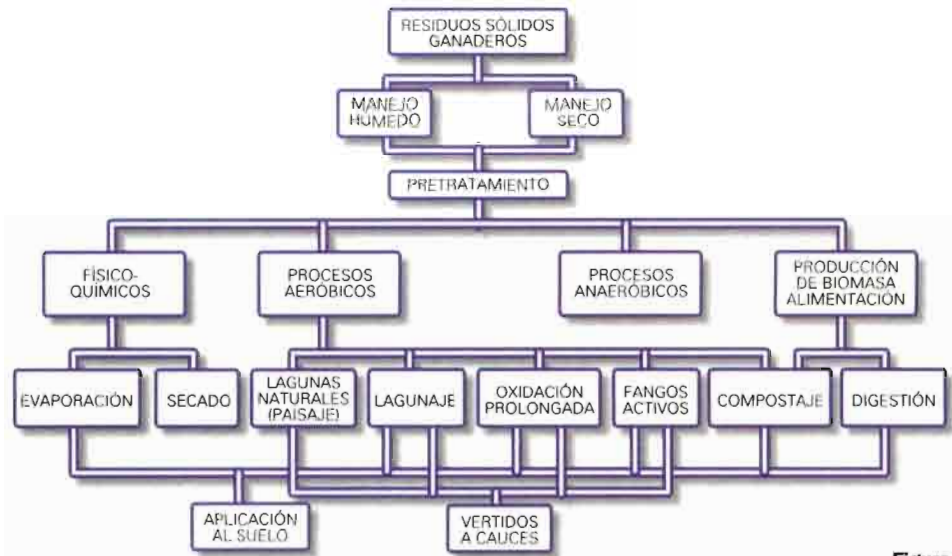 RESIDUOS SÓLIDOS
GANADEROS
MANEJO
HÚMEDO
MANEJO
SECO
PRETRATAMIENTO
FÍSICO-
QUÍMICOS
PROCESOS
AERÓBICOS
PROCESOS
ANAERÓBICOS
PRODUCCIÓN
DE BIOMASA
ALIMENTACIÓN
EVAPORACIÓN
SECADO
LAGUNAS
NATURALES
(PAISAJE)
LAGUNAJE
OXIDACIÓN
PROLONGADA
FANGOS
ACTIVOS
COMPOSTAJE
DIGESTIÓN
APLICACIÓN
AL SUELO
VERTIDOS
A CAUCES